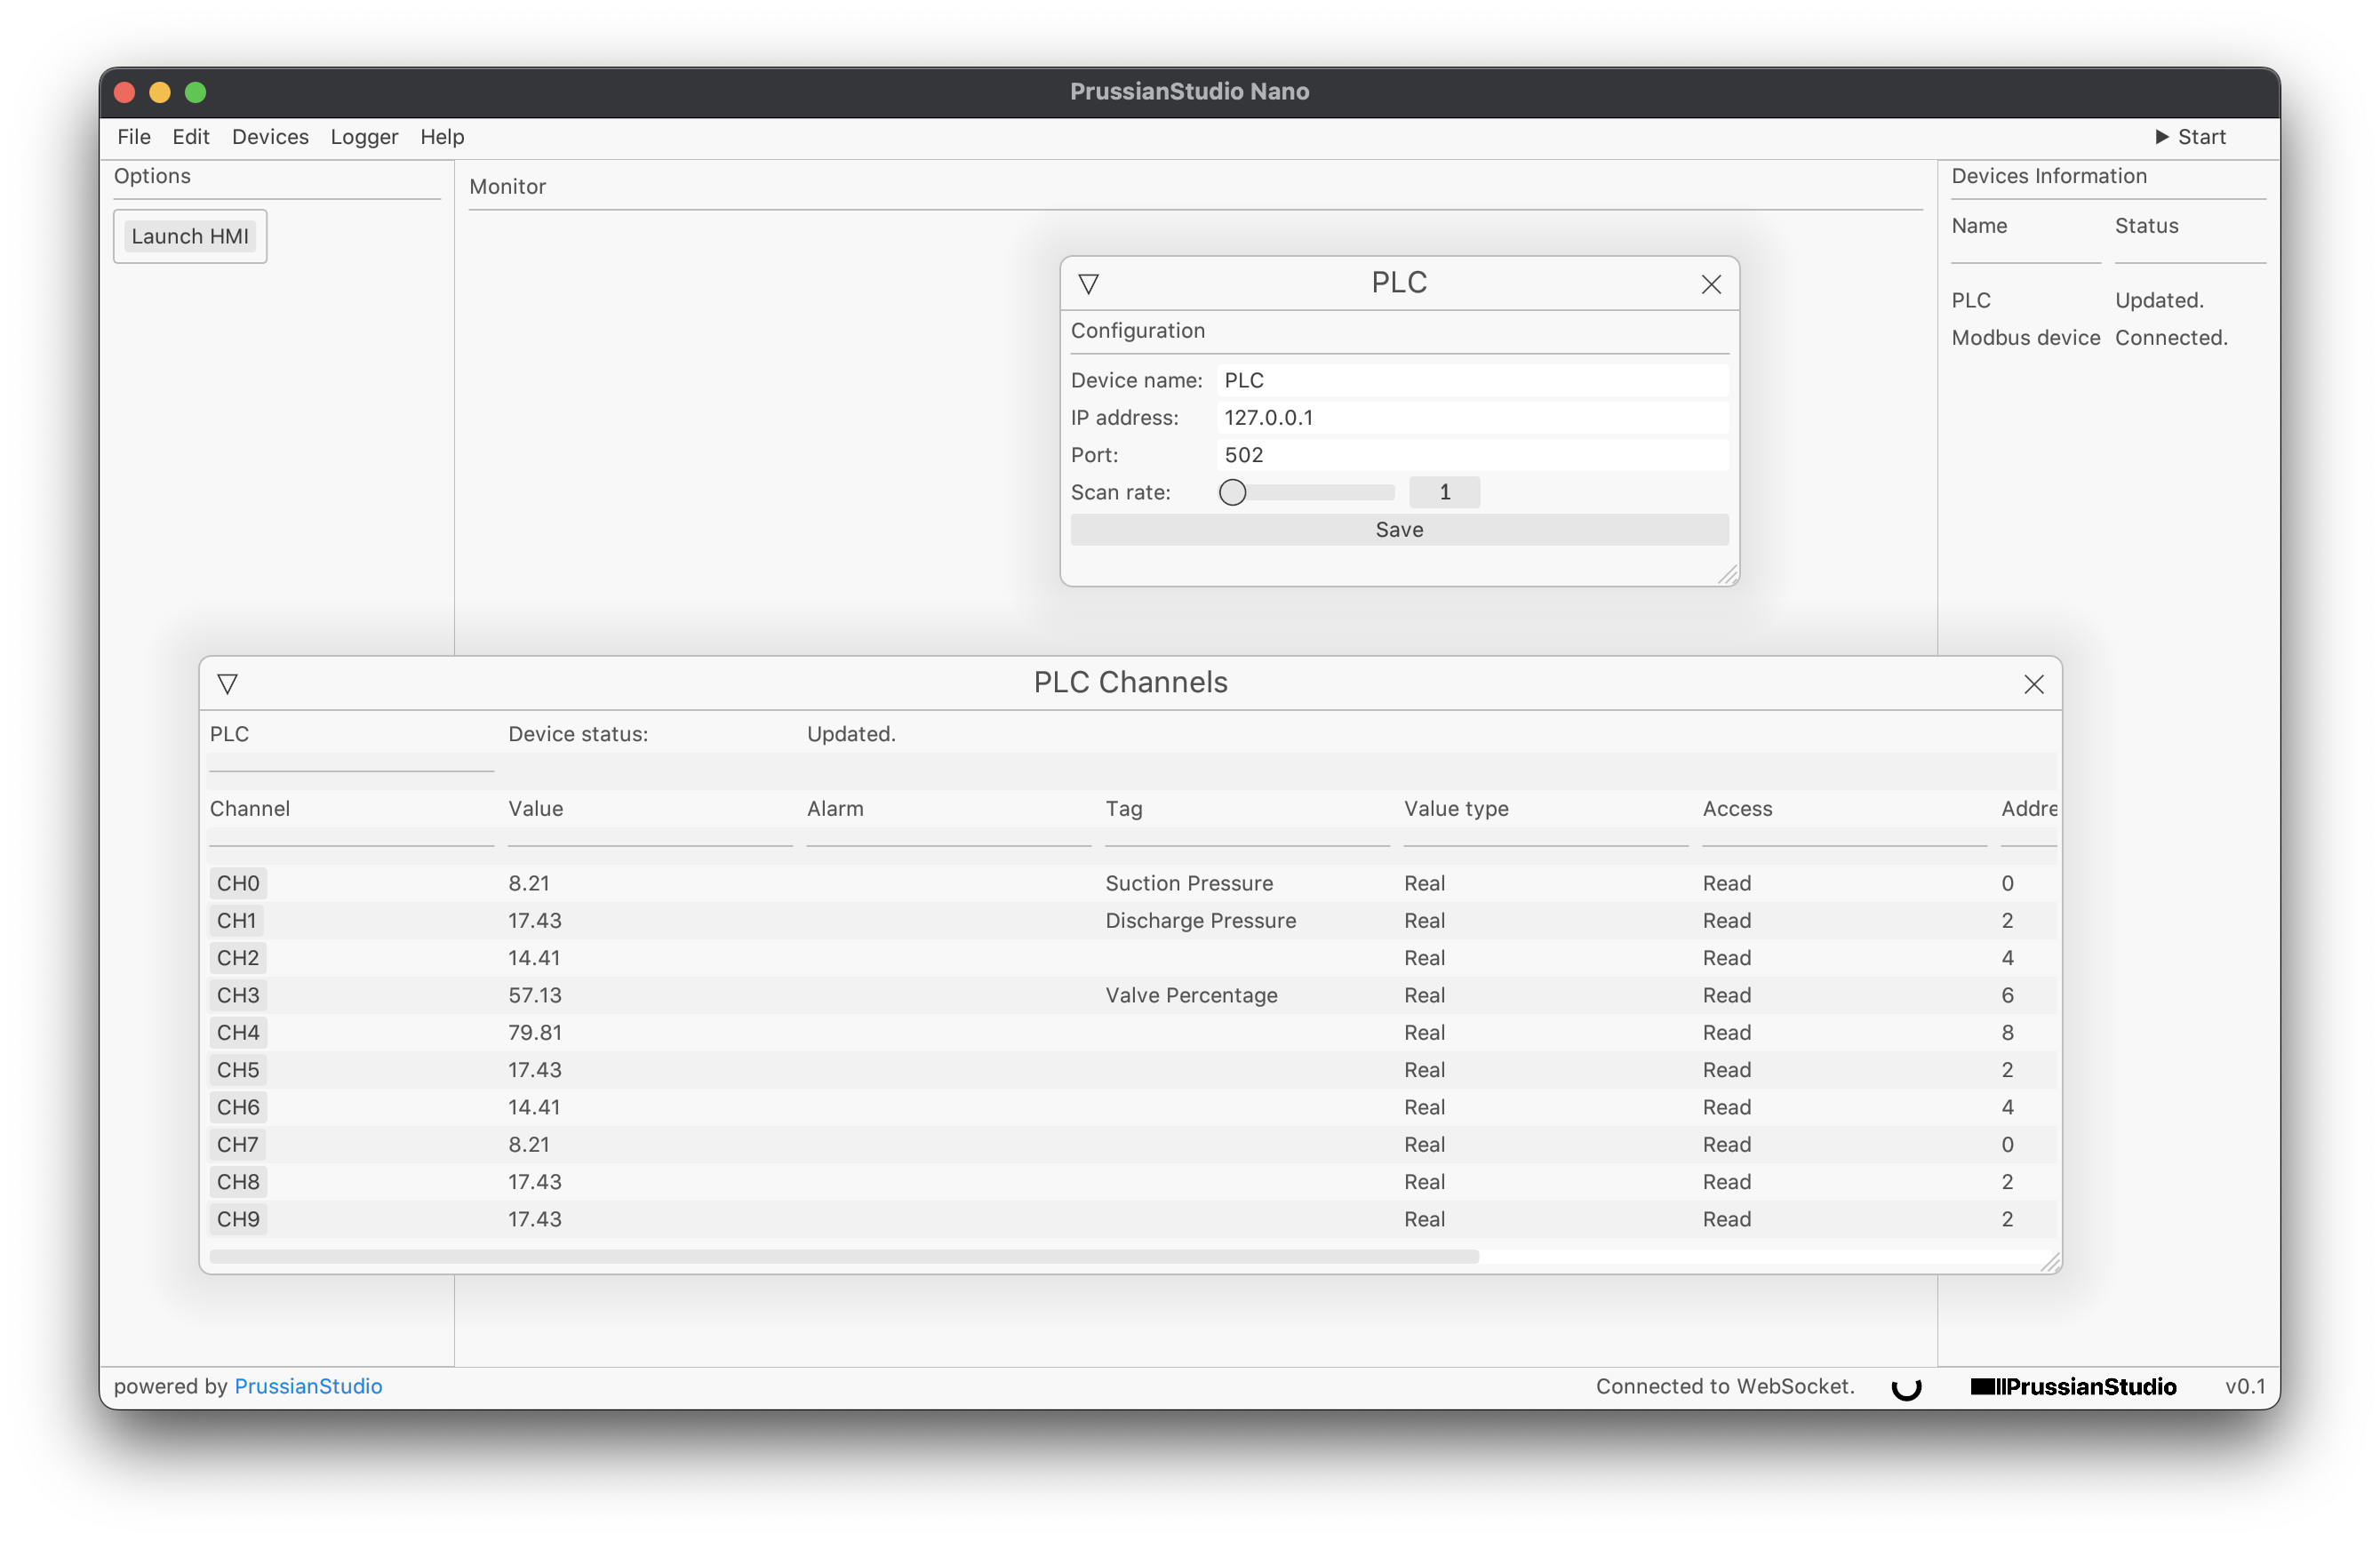 PrussianStudio Nano
File Edit Devices Logger Help Start
Options
Launch HMI
Monitor
Devices Information
Name Status
PLC Updated.
Modbus device Connected.
PLC
Configuration
Device name: PLC
IP address: 127.0.0.1
Port: 502
Scan rate: 1
Save
PLC Channels
PLC Device status: Updated.
Channel Value Alarm Tag Value type Access Addre
CH0 8.21 Suction Pressure Real Read 0
CH1 17.43 Discharge Pressure Real Read 2
CH2 14.41 Real Read 4
CH3 57.13 Valve Percentage Real Read 6
CH4 79.81 Real Read 8
CH5 17.43 Real Read 2
CH6 14.41 Real Read 4
CH7 8.21 Real Read 0
CH8 17.43 Real Read 2
CH9 17.43 Real Read 2
powered by PrussianStudio Connected to WebSocket. PrussianStudio v0.1